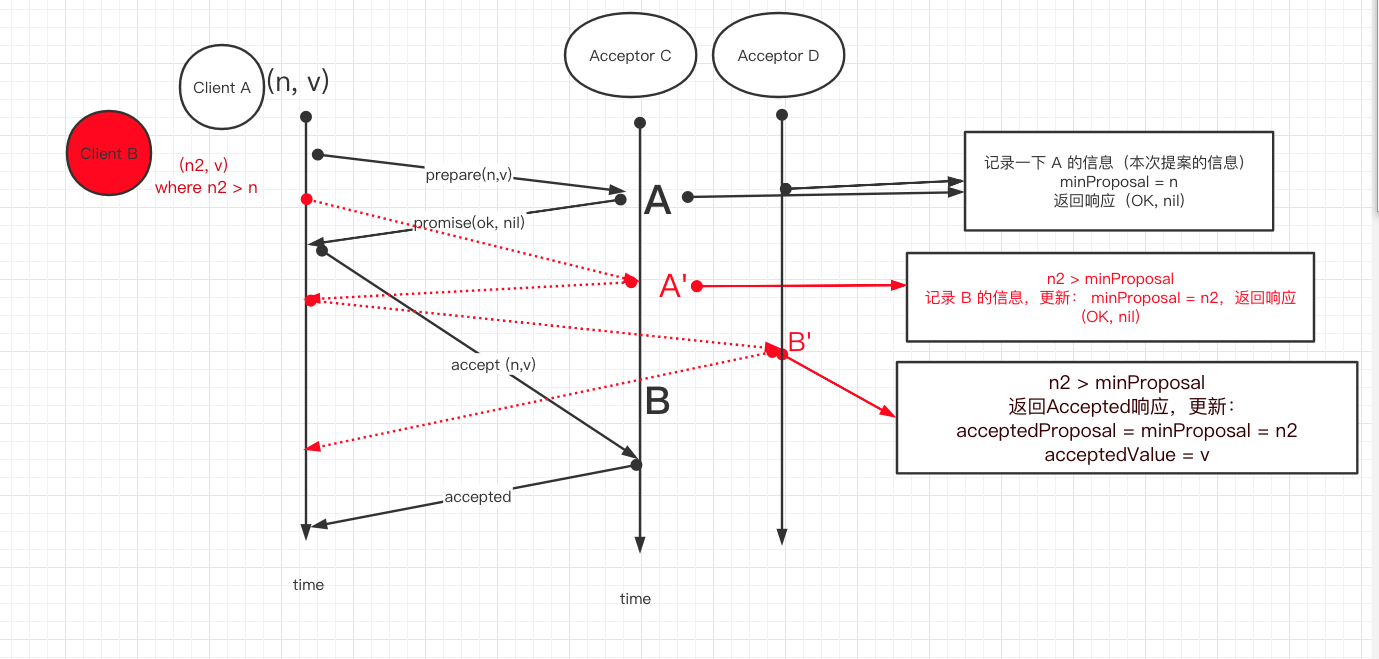 Client A
(n, v)
Acceptor C
Acceptor D
Client B
(n2, v)
where n2 > n
prepare(n,v)
A
记录一下 A 的信息（本次提案的信息）
minProposal = n
返回响应（OK, nil)
promise(ok, nil)
A'
n2 > minProposal
记录 B 的信息，更新： minProposal = n2，返回响应
(OK, nil)
B'
accept (n,v)
B
n2 > minProposal
返回Accepted响应，更新：
acceptedProposal = minProposal = n2
acceptedValue = v
accepted
time
time